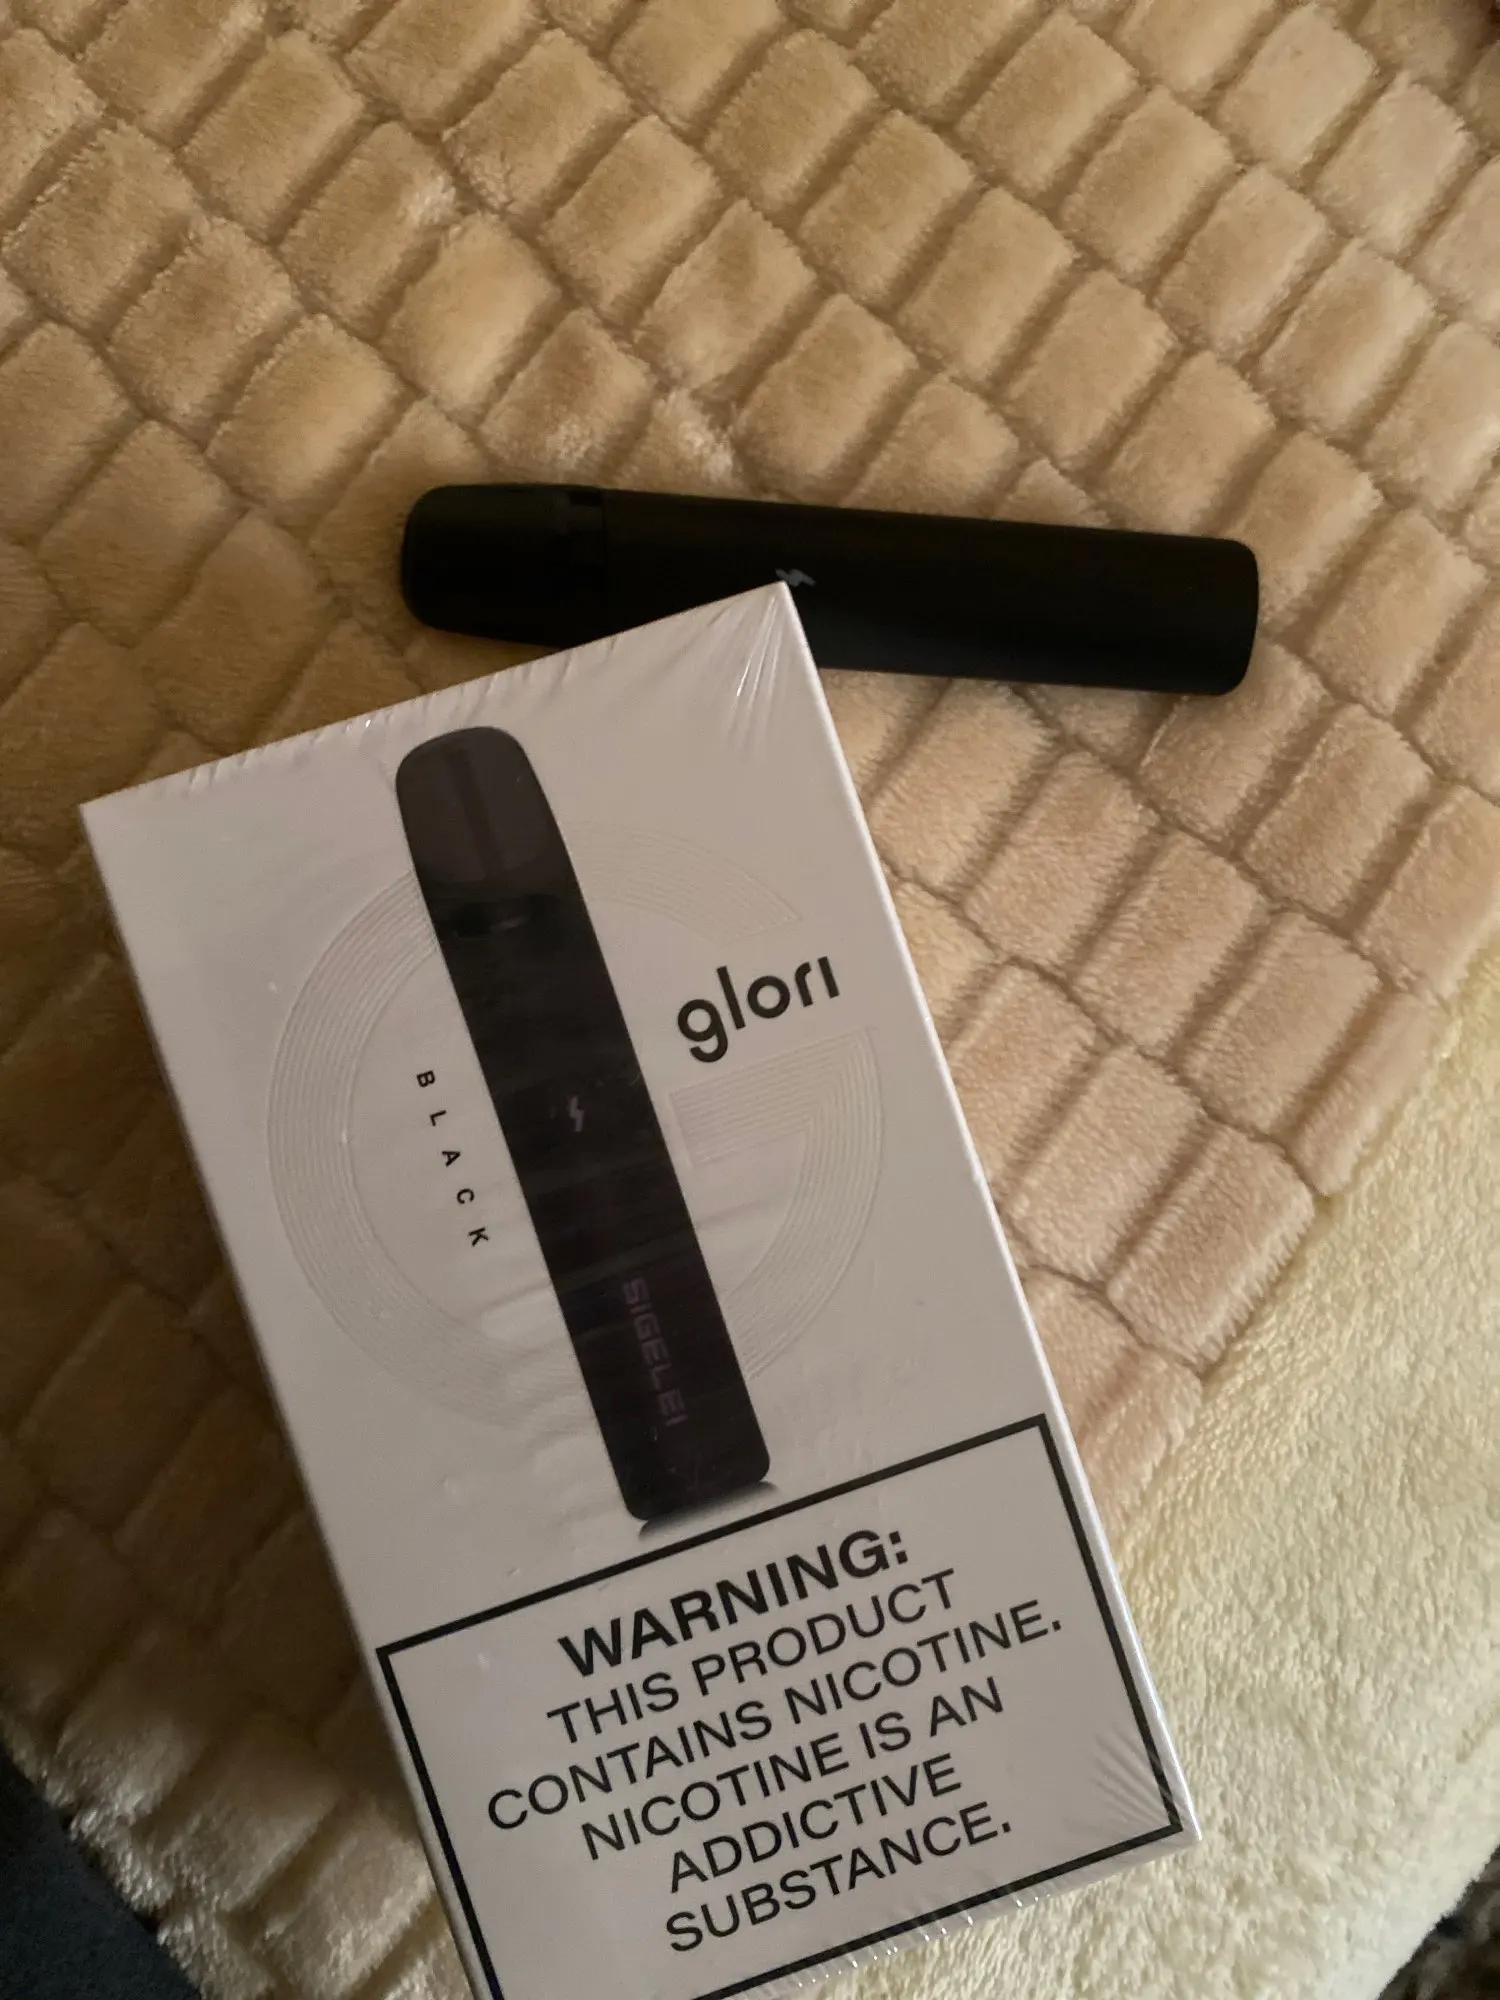 glori
BLACK
SIGELEI
WARNING:
THIS PRODUCT
CONTAINS NICOTINE.
NICOTINE IS AN
ADDICTIVE
SUBSTANCE.